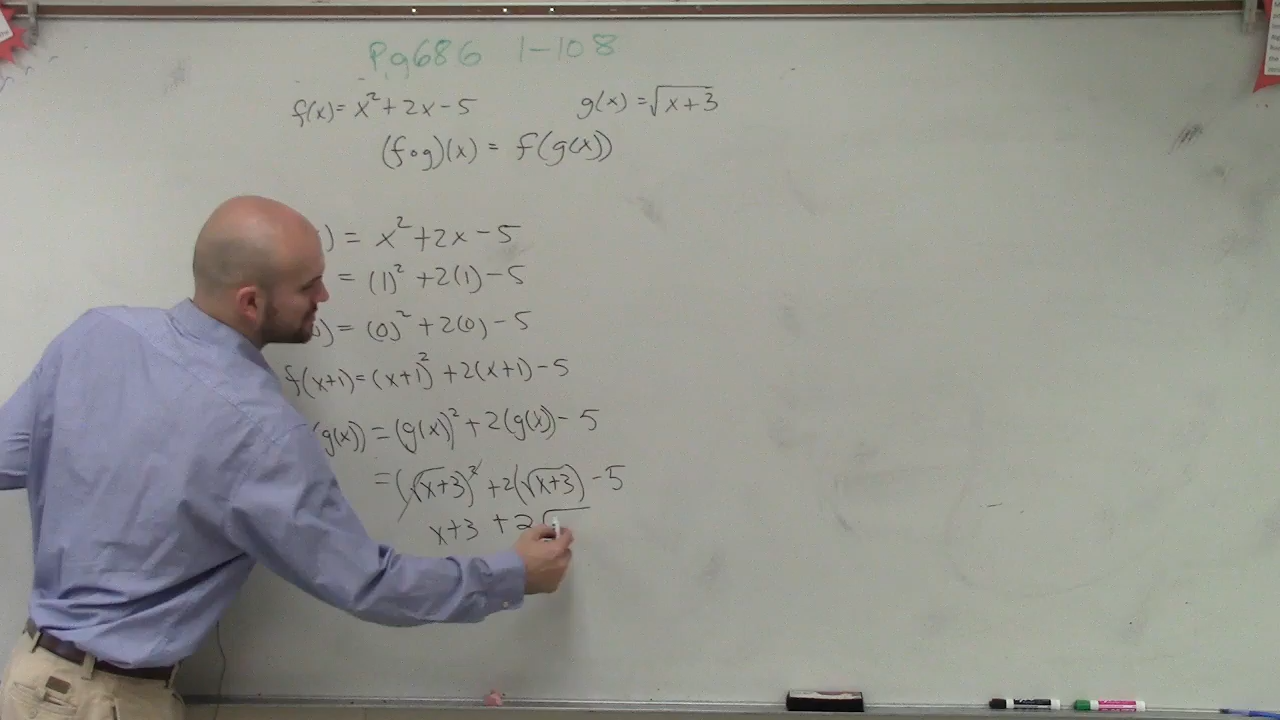 Pg686 1-108
f(x)= x²+2x-5 g(x) = √(x+3)
(f∘g)(x) = f(g(x))
) = x²+2x-5
= (1)²+2(1)-5
) = (0)²+2(0)-5
f(x+1)=(x+1)²+2(x+1)-5
(g(x)) = (g(x))²+2(g(x))-5
=(√(x+3))²+2(√(x+3))-5
x+3 +2√